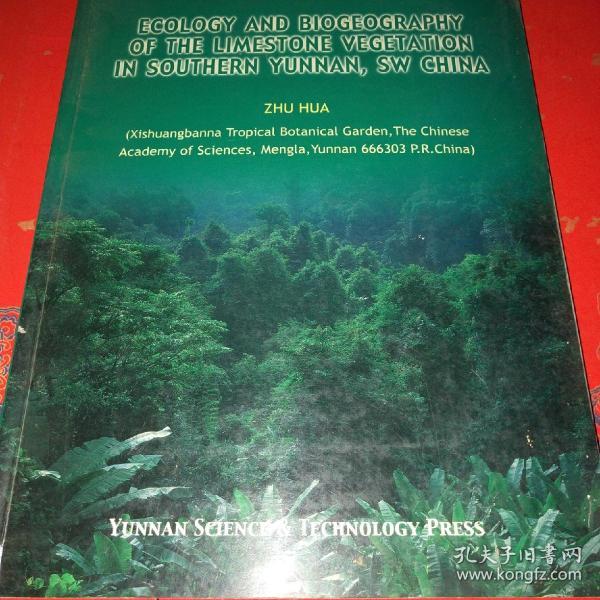 ECOLOGY AND BIOGEOGRAPHY
OF THE LIMESTONE VEGETATION
IN SOUTHERN YUNNAN, SW CHINA
ZHU HUA
(Xishuangbanna Tropical Botanical Garden,The Chinese
Academy of Sciences, Mengla,Yunnan 666303 P.R.China)
YUNNAN SCIENCE & TECHNOLOGY PRESS
孔夫子旧書网
www.kongfz.com